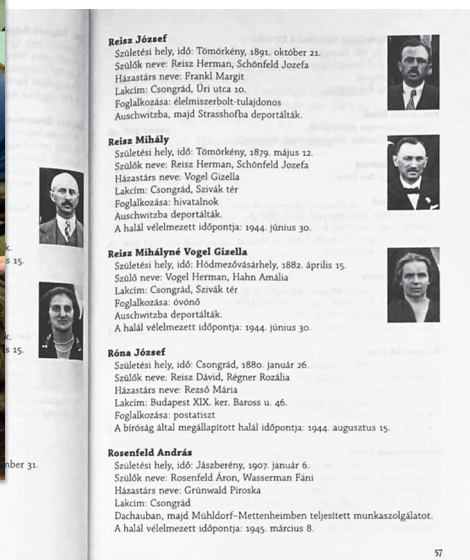 Reisz József
Születési hely, idő: Tömörkény, 1891. október 21.
Szülők neve: Reisz Herman, Schönfeld Jozefa
Házastárs neve: Frankl Margit
Lakcím: Csongrád, Úri utca 10.
Foglalkozása: élelmiszerbolt-tulajdonos
Auschwitzba, majd Strasshofba deportálták.
Reisz Mihály
Születési hely, idő: Tömörkény, 1879. május 12.
Szülők neve: Reisz Herman, Schönfeld Jozefa
Házastárs neve: Vogel Gizella
Lakcím: Csongrád, Szivák tér
Foglalkozása: hivatalnok
Auschwitzba deportálták.
A halál vélelmezett időpontja: 1944. június 30.
Reisz Mihályné Vogel Gizella
Születési hely, idő: Hódmezővásárhely, 1882. április 15.
Szülő neve: Vogel Herman, Hahn Amália
Lakcím: Csongrád, Szivák tér
Foglalkozása: óvónő
Auschwitzba deportálták.
A halál vélelmezett időpontja: 1944. június 30.
Róna József
Születési hely, idő: Csongrád, 1880. január 26.
Szülők neve: Reisz Dávid, Régner Rozália
Házastárs neve: Rezső Mária
Lakcím: Budapest XIX. ker. Baross u. 46.
Foglalkozása: postatiszt
A bíróság által megállapított halál időpontja: 1944. augusztus 15.
Rosenfeld András
Születési hely, idő: Jászberény, 1907. január 6.
Szülők neve: Rosenfeld Áron, Wasserman Fáni
Házastárs neve: Grünwald Piroska
Lakcím: Csongrád
Dachauban, majd Mühldorf–Mettenheimben teljesített munkaszolgálatot.
A halál vélelmezett időpontja: 1945. március 8.
57
k.
s 15.
k.
s 15.
mber 31.